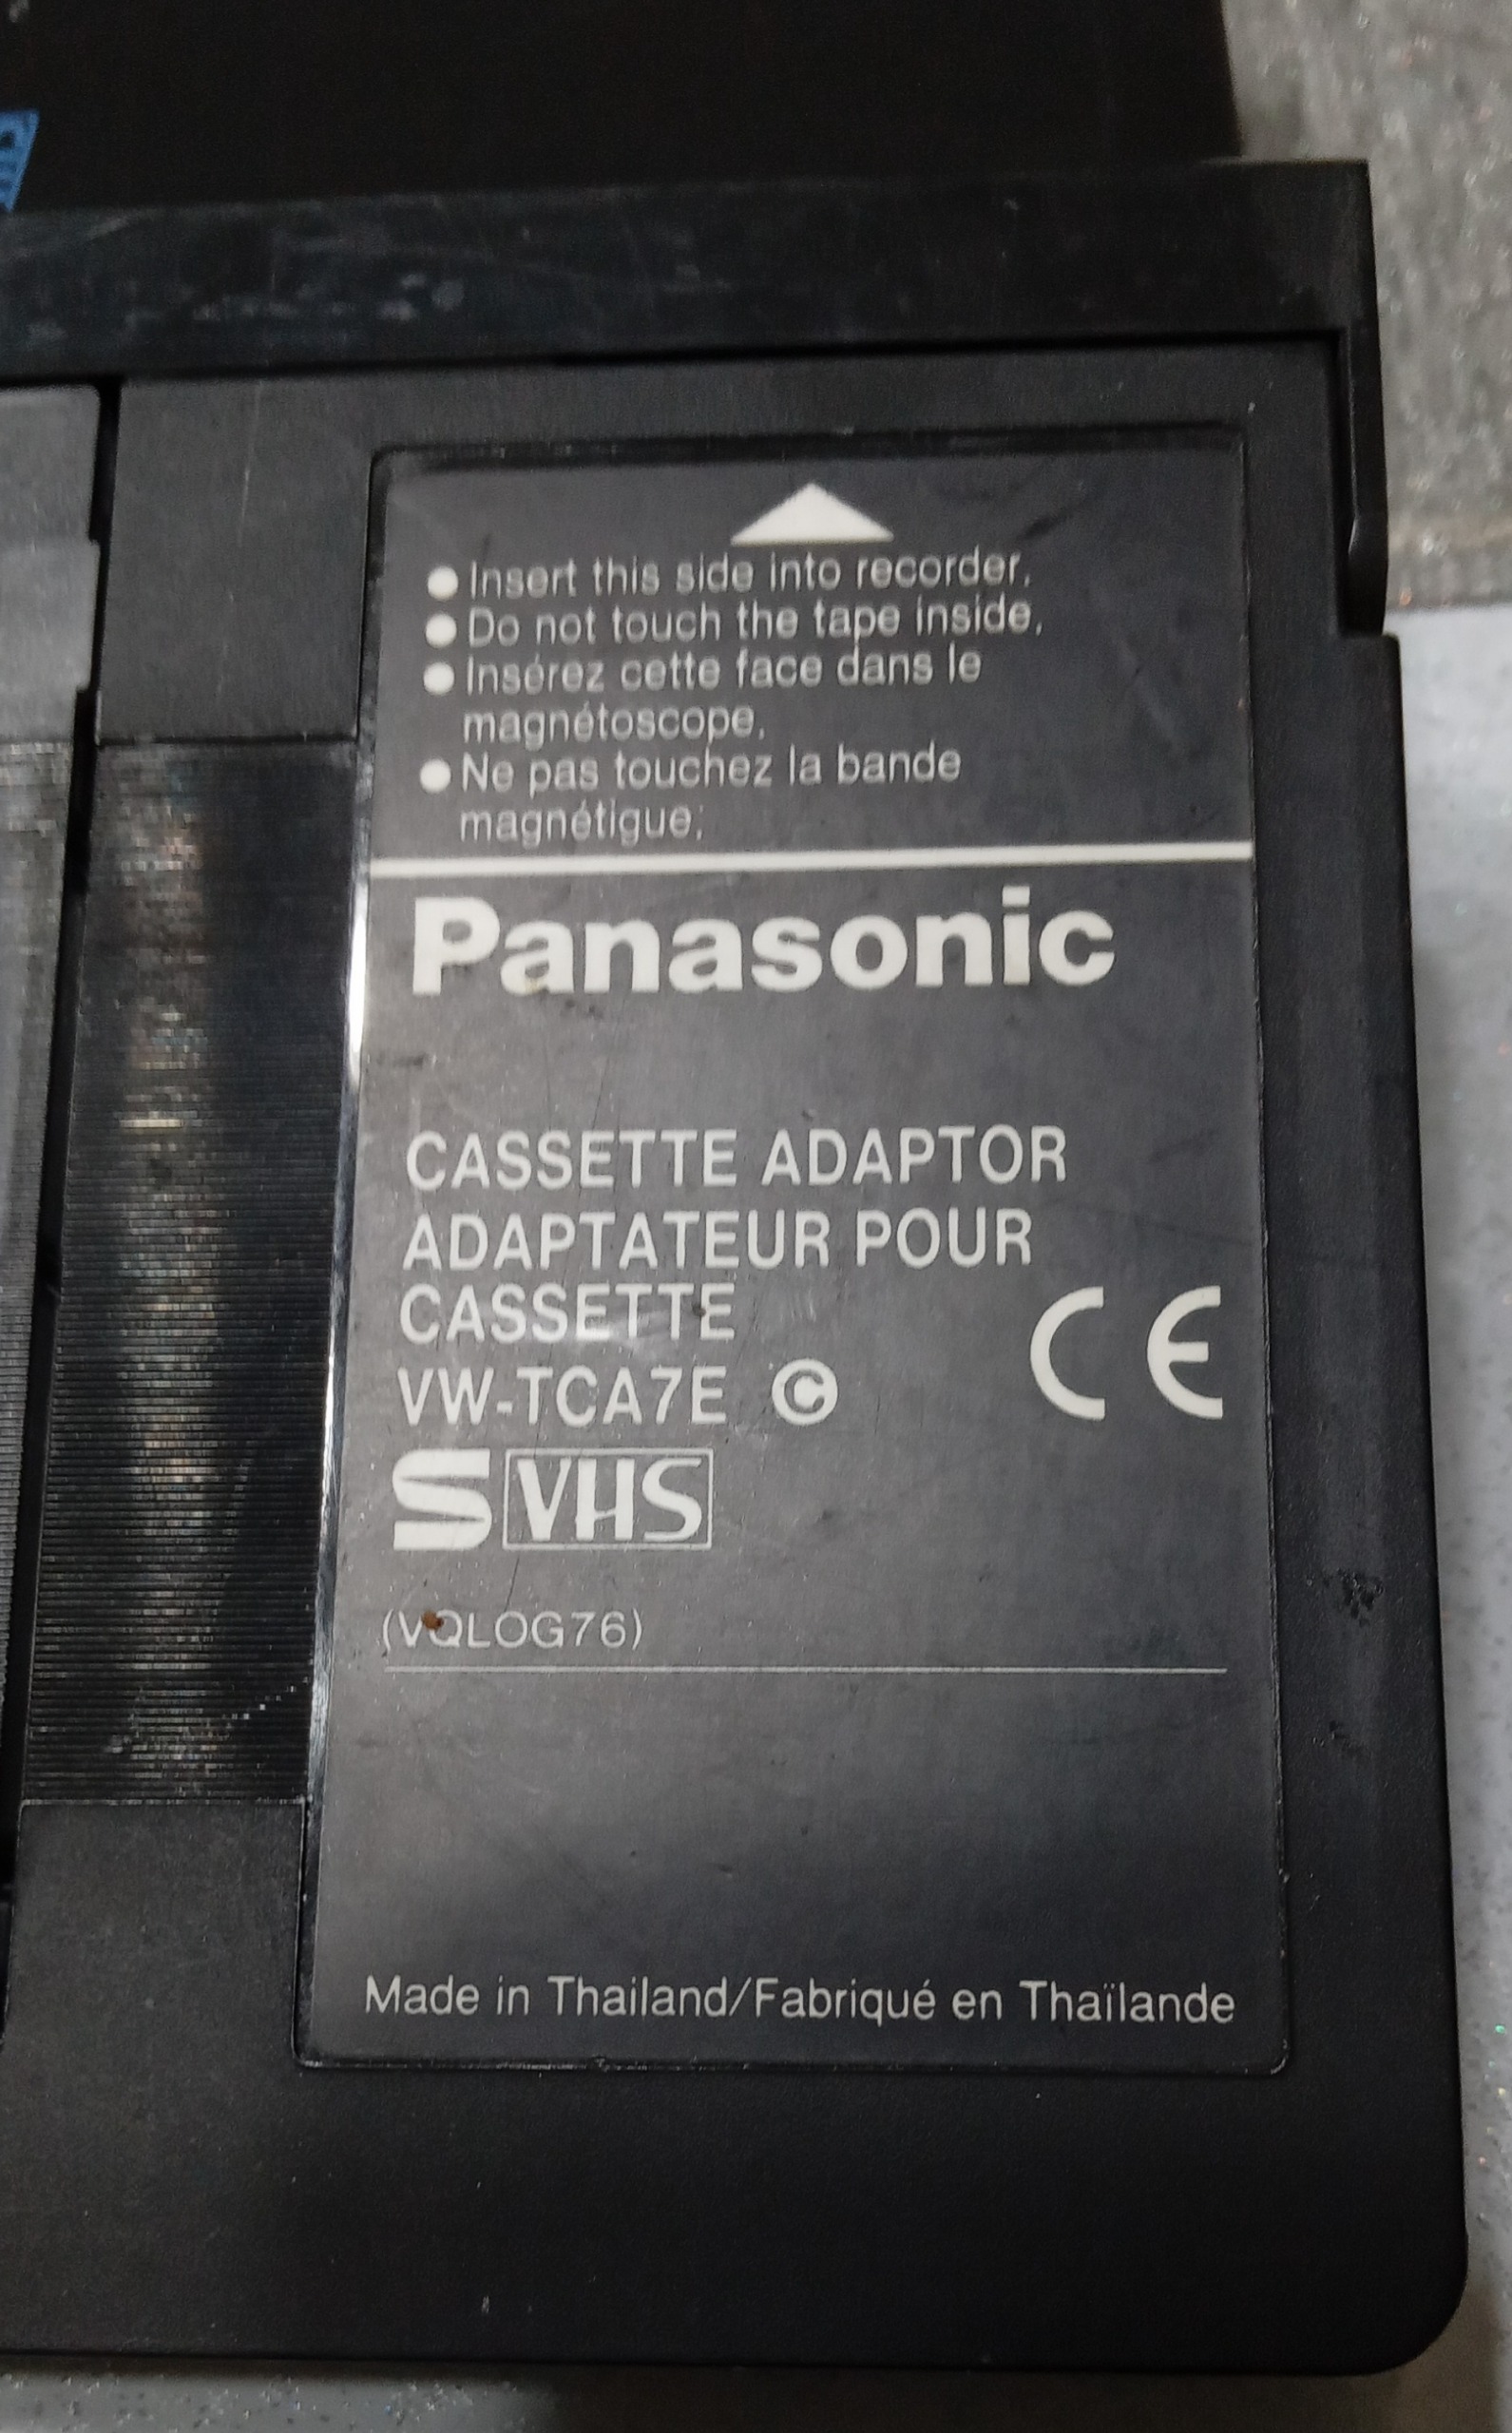 ● Insert this side into recorder.
● Do not touch the tape inside.
● Insérez cette face dans le
magnétoscope.
● Ne pas touchez la bande
magnétique;
Panasonic
CASSETTE ADAPTOR
ADAPTATEUR POUR
CASSETTE
VW-TCA7E ©
CE
S VHS
(VQLOG76)
Made in Thailand/Fabriqué en Thaïlande